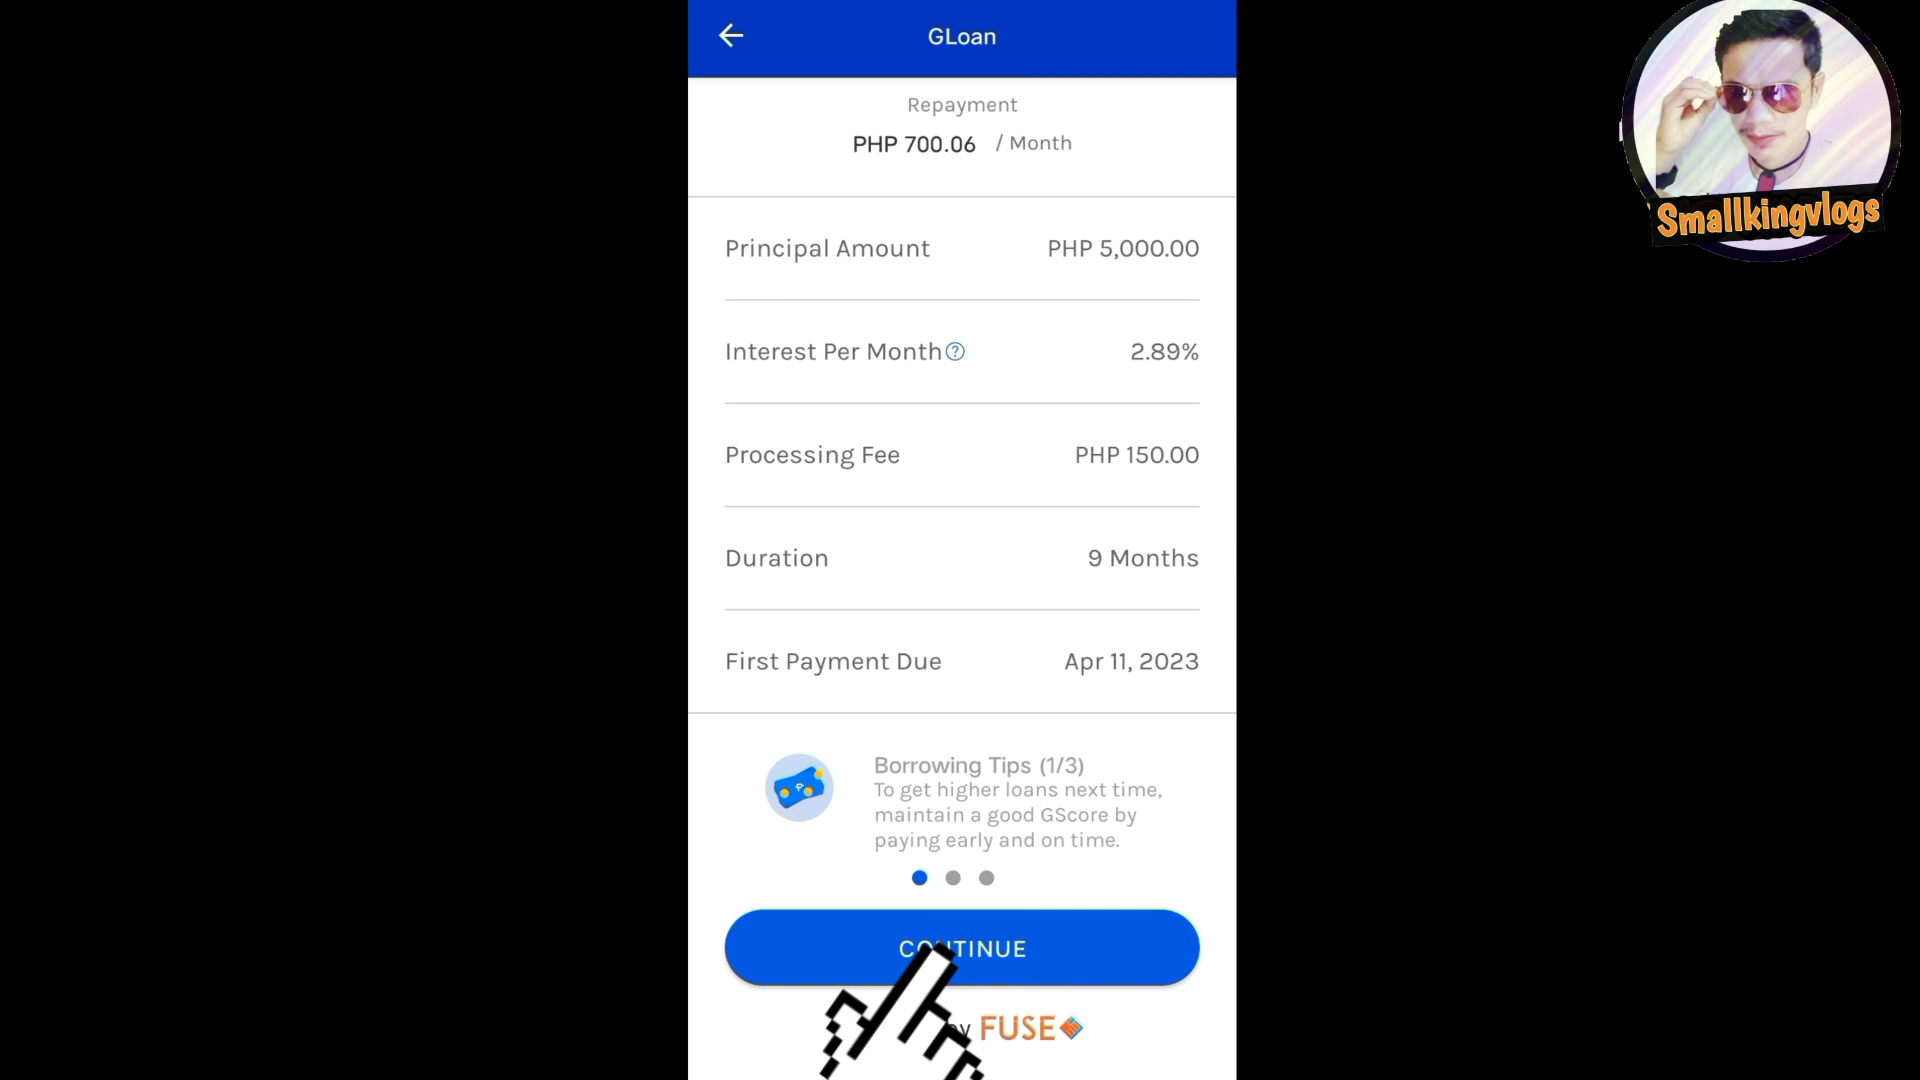 GLoan
Repayment
PHP 700.06 / Month
Principal Amount PHP 5,000.00
Interest Per Month 2.89%
Processing Fee PHP 150.00
Duration 9 Months
First Payment Due Apr 11, 2023
Borrowing Tips (1/3)
To get higher loans next time,
maintain a good GScore by
paying early and on time.
CONTINUE
FUSE
Smallkingvlogs